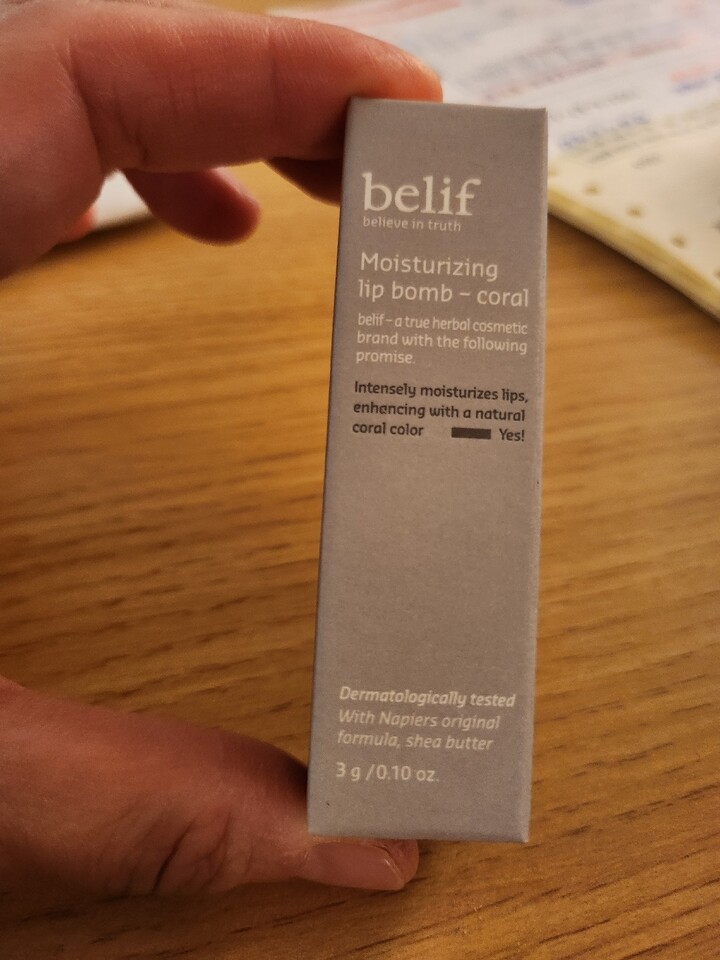 belif
believe in truth
Moisturizing
lip bomb – coral
belif – a true herbal cosmetic
brand with the following
promise.
Intensely moisturizes lips,
enhancing with a natural
coral color Yes!
Dermatologically tested
With Napiers original
formula, shea butter
3 g /0.10 oz.